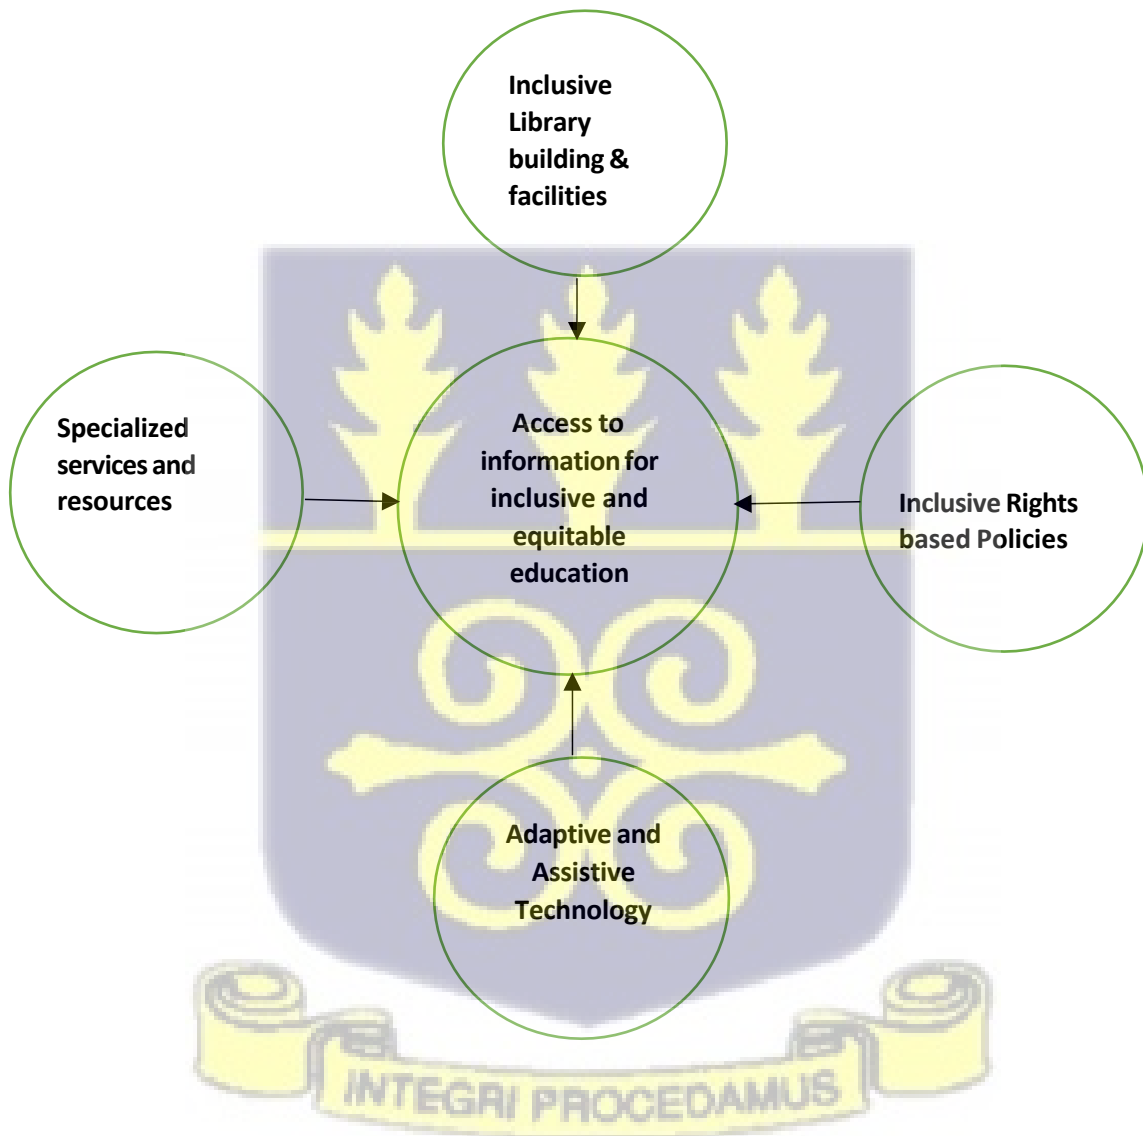 Inclusive
Library
building &
facilities
Specialized
services and
resources
Access to
information for
inclusive and
equitable
education
Inclusive Rights
based Policies
Adaptive and
Assistive
Technology
INTEGRI PROCEDAMUS